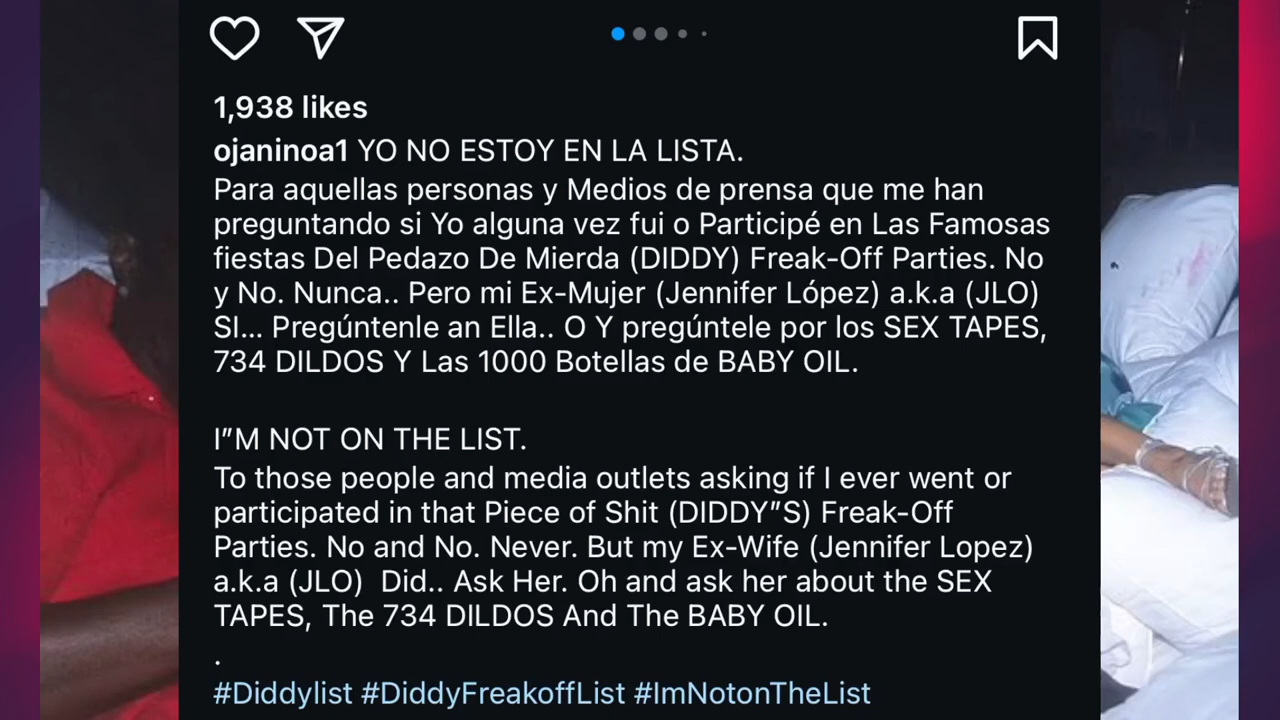 1,938 likes
ojaninoa1 YO NO ESTOY EN LA LISTA.
Para aquellas personas y Medios de prensa que me han
preguntando si Yo alguna vez fui o Participé en Las Famosas
fiestas Del Pedazo De Mierda (DIDDY) Freak-Off Parties. No
y No. Nunca.. Pero mi Ex-Mujer (Jennifer López) a.k.a (JLO)
SI... Pregúntenle an Ella.. O Y pregúntele por los SEX TAPES,
734 DILDOS Y Las 1000 Botellas de BABY OIL.
I”M NOT ON THE LIST.
To those people and media outlets asking if I ever went or
participated in that Piece of Shit (DIDDY”S) Freak-Off
Parties. No and No. Never. But my Ex-Wife (Jennifer Lopez)
a.k.a (JLO)  Did.. Ask Her. Oh and ask her about the SEX
TAPES, The 734 DILDOS And The BABY OIL.
.
#Diddylist #DiddyFreakoffList #ImNotonTheList